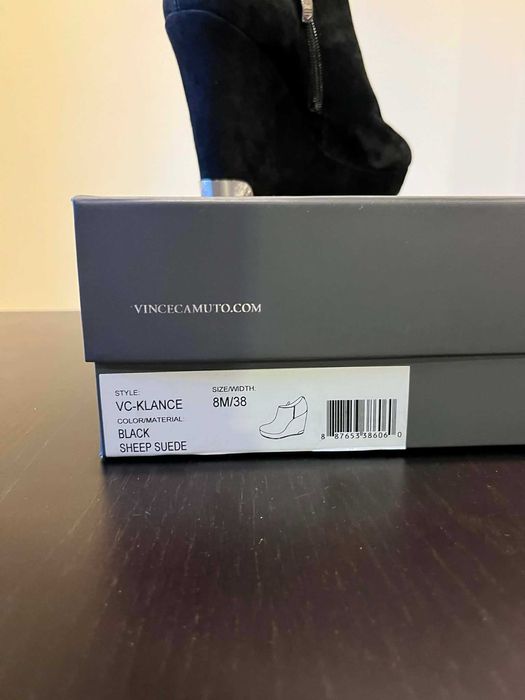 VINCECAMUTO.COM
STYLE:
VC-KLANCE
SIZE/WIDTH:
8M/38
COLOR/MATERIAL:
BLACK
SHEEP SUEDE
8 87653 38606 0